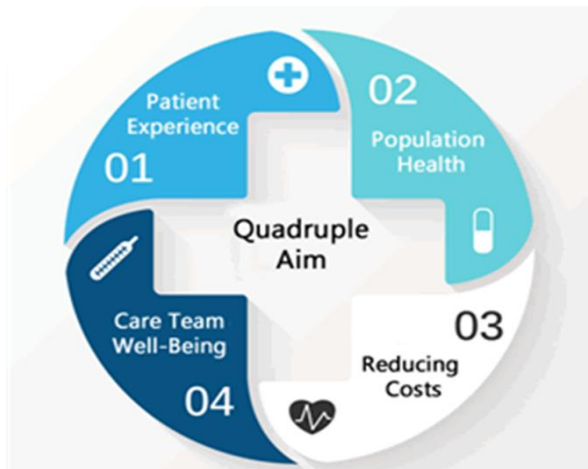 Patient
Experience
01
02
Population
Health
Quadruple
Aim
03
Reducing
Costs
Care Team
Well-Being
04